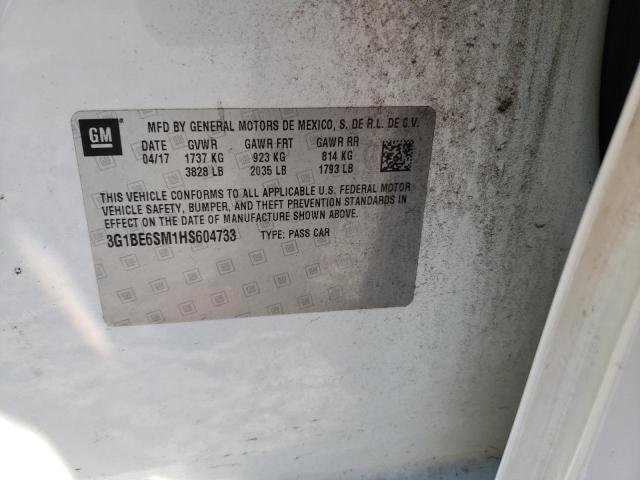 GM
MFD BY GENERAL MOTORS DE MEXICO, S. DE R.L. DE C.V.
DATE GVWR GAWR FRT GAWR RR
04/17 1737 KG 923 KG 814 KG
3828 LB 2035 LB 1793 LB
THIS VEHICLE CONFORMS TO ALL APPLICABLE U.S. FEDERAL MOTOR
VEHICLE SAFETY, BUMPER, AND THEFT PREVENTION STANDARDS IN
EFFECT ON THE DATE OF MANUFACTURE SHOWN ABOVE.
3G1BE6SM1HS604733 TYPE: PASS CAR